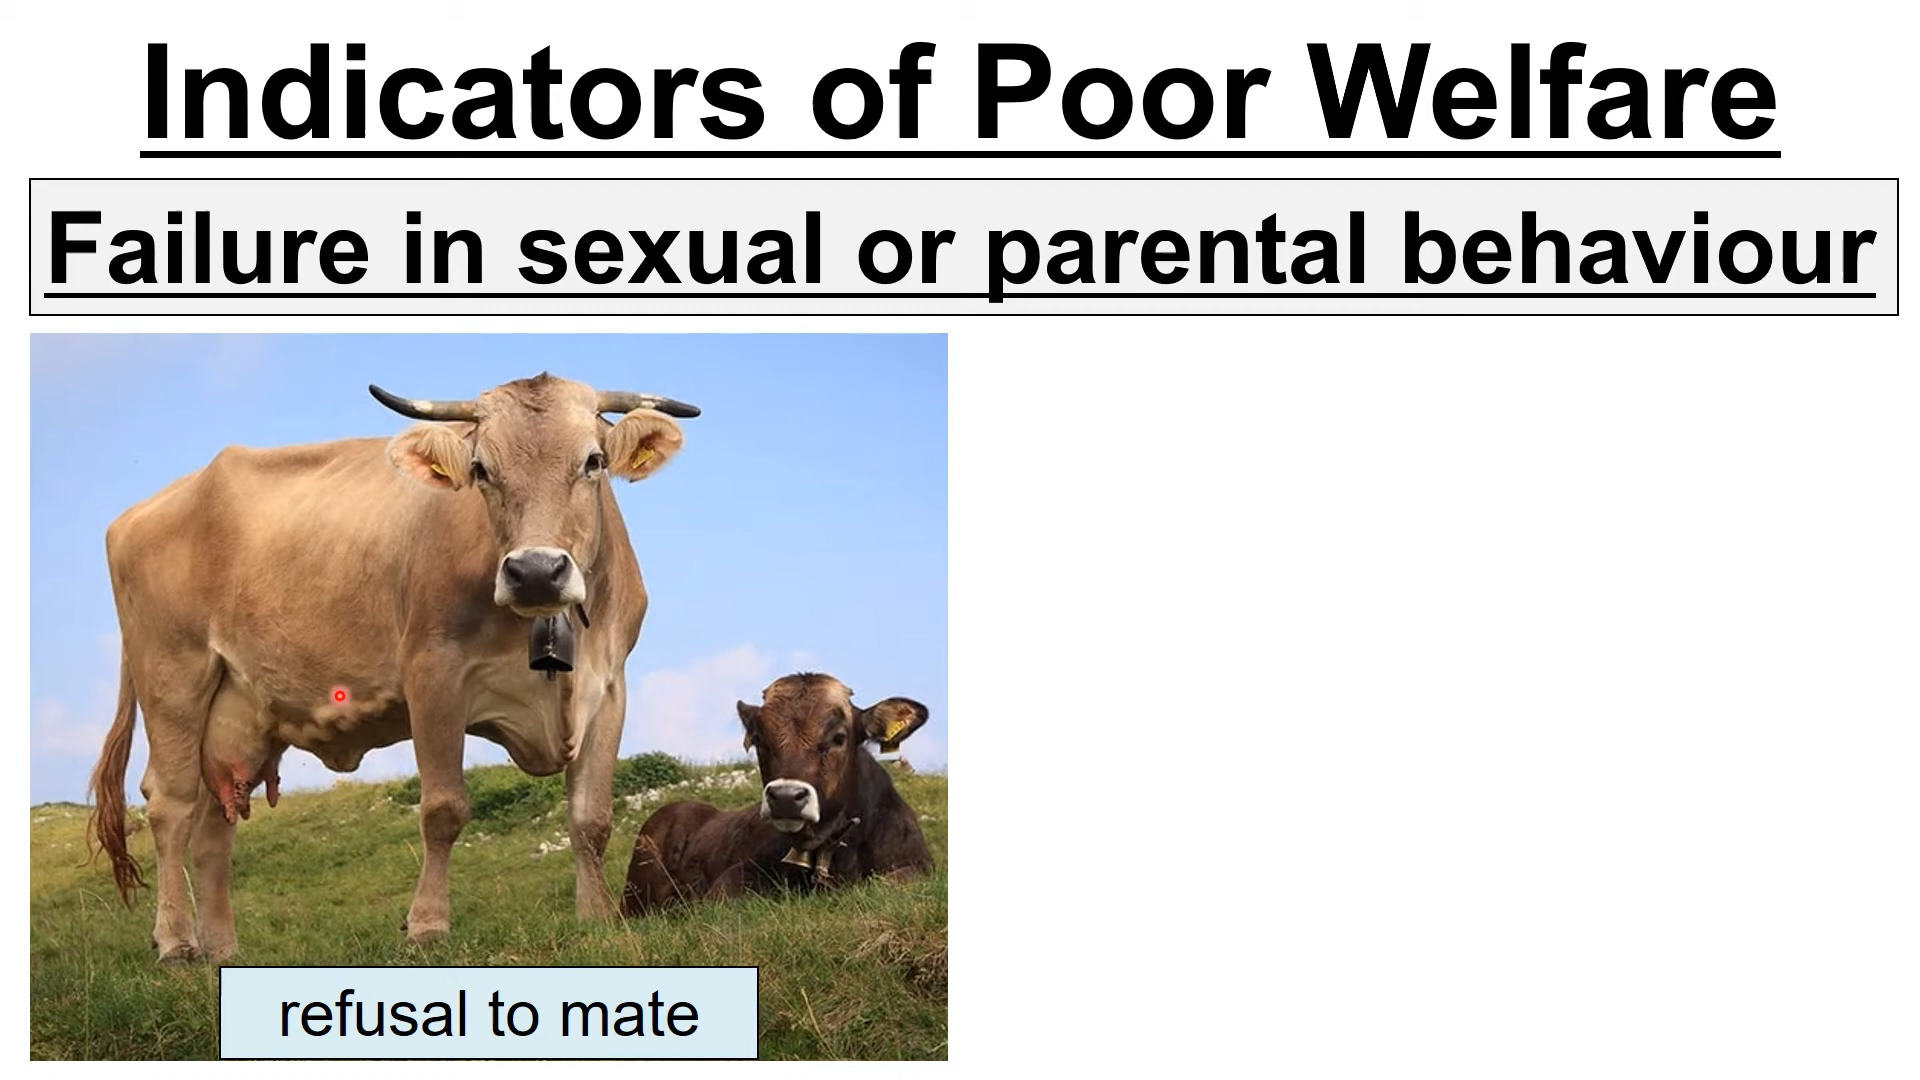 Indicators of Poor Welfare
Failure in sexual or parental behaviour
refusal to mate